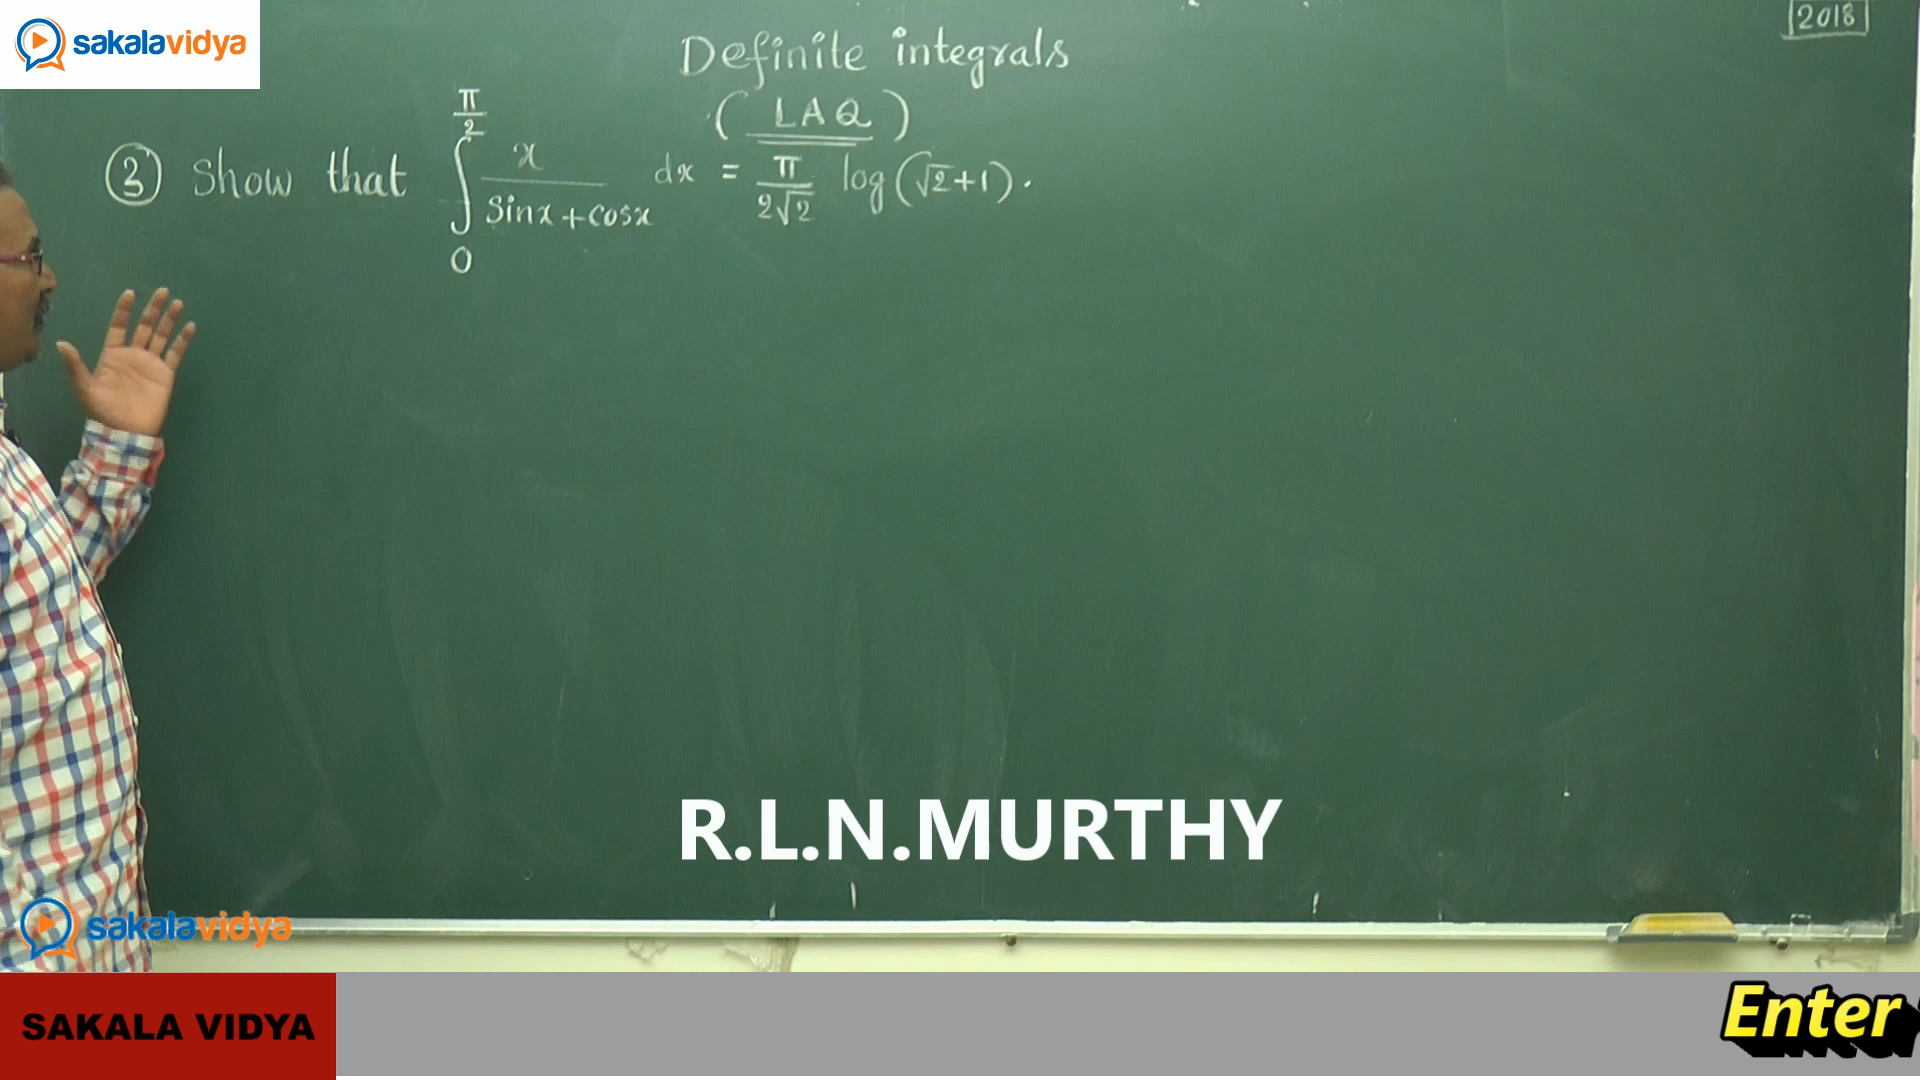 sakalavidya
2018
Definite integrals
( LAQ )
③ Show that ∫₀^{π/2} x/(sinx+cosx) dx = π/(2√2) log(√2+1).
R.L.N.MURTHY
sakalavidya
SAKALA VIDYA
Enter